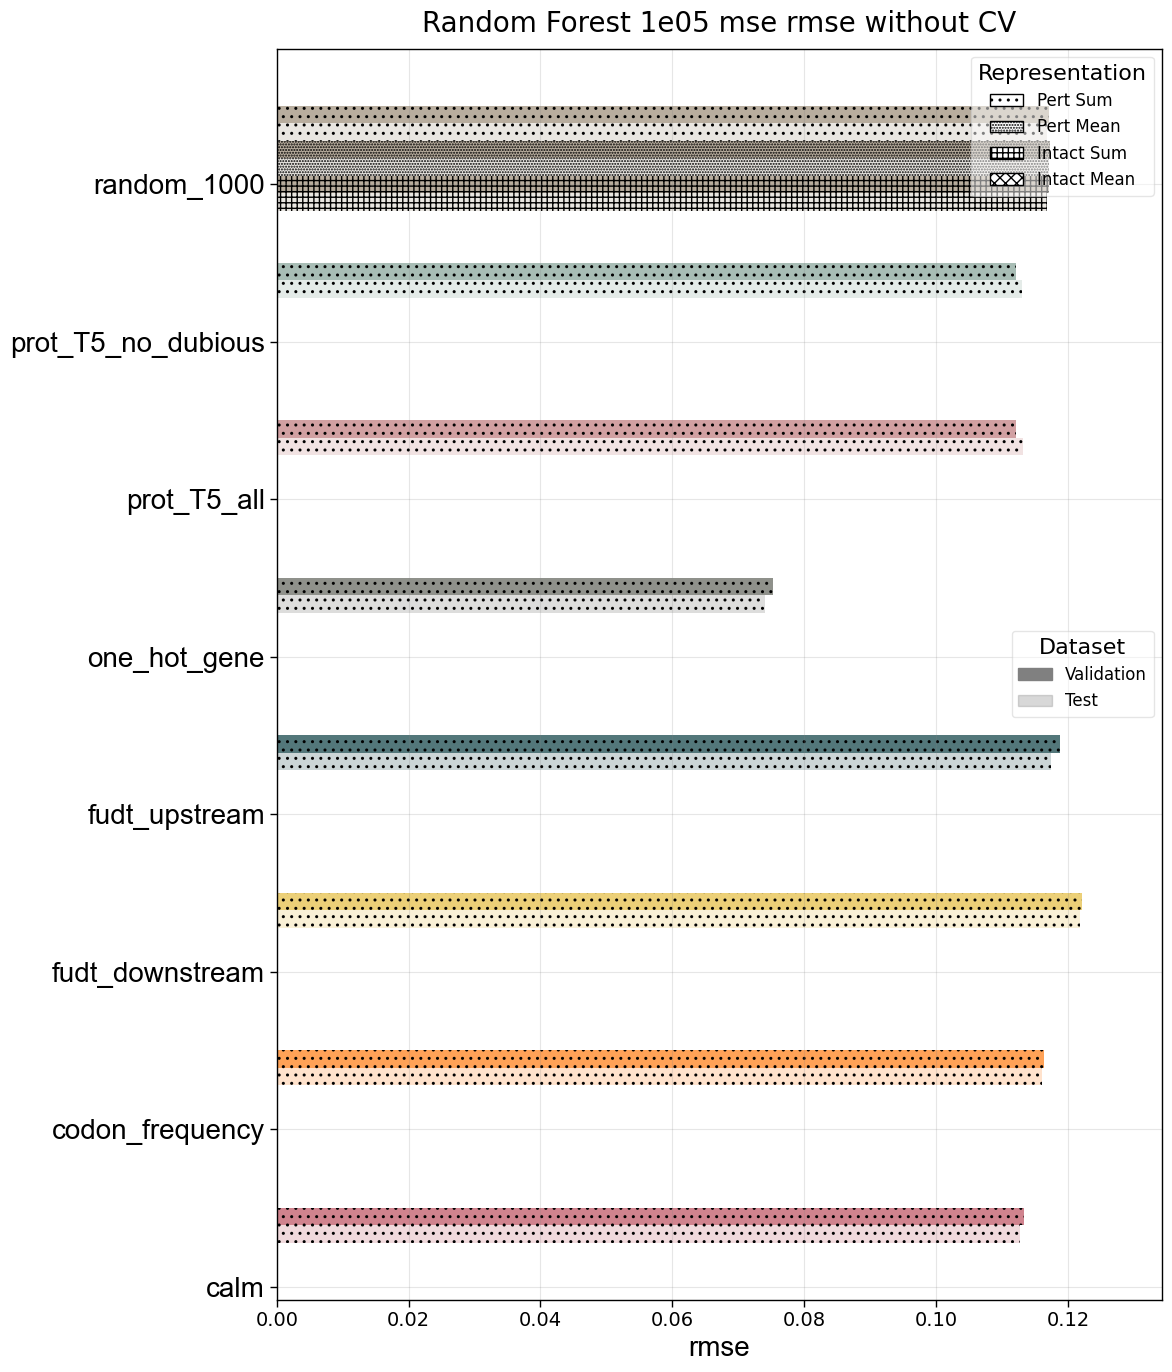 Random Forest 1e05 mse rmse without CV
Representation
Pert Sum
Pert Mean
Intact Sum
Intact Mean
random_1000
prot_T5_no_dubious
prot_T5_all
one_hot_gene
Dataset
Validation
Test
fudt_upstream
fudt_downstream
codon_frequency
calm
0.00 0.02 0.04 0.06 0.08 0.10 0.12
rmse